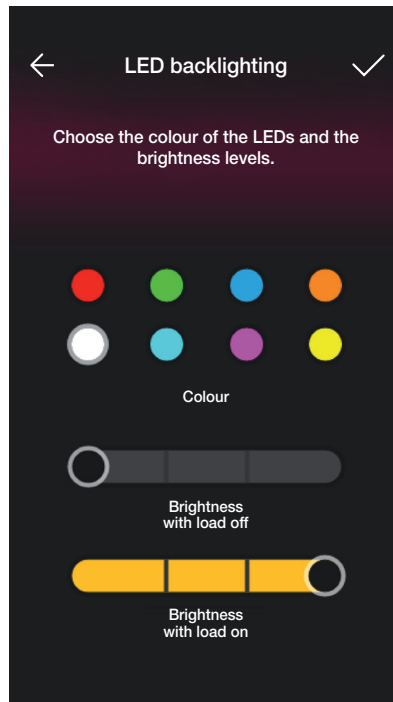 LED backlighting
Choose the colour of the LEDs and the
brightness levels.
Colour
Brightness
with load off
Brightness
with load on